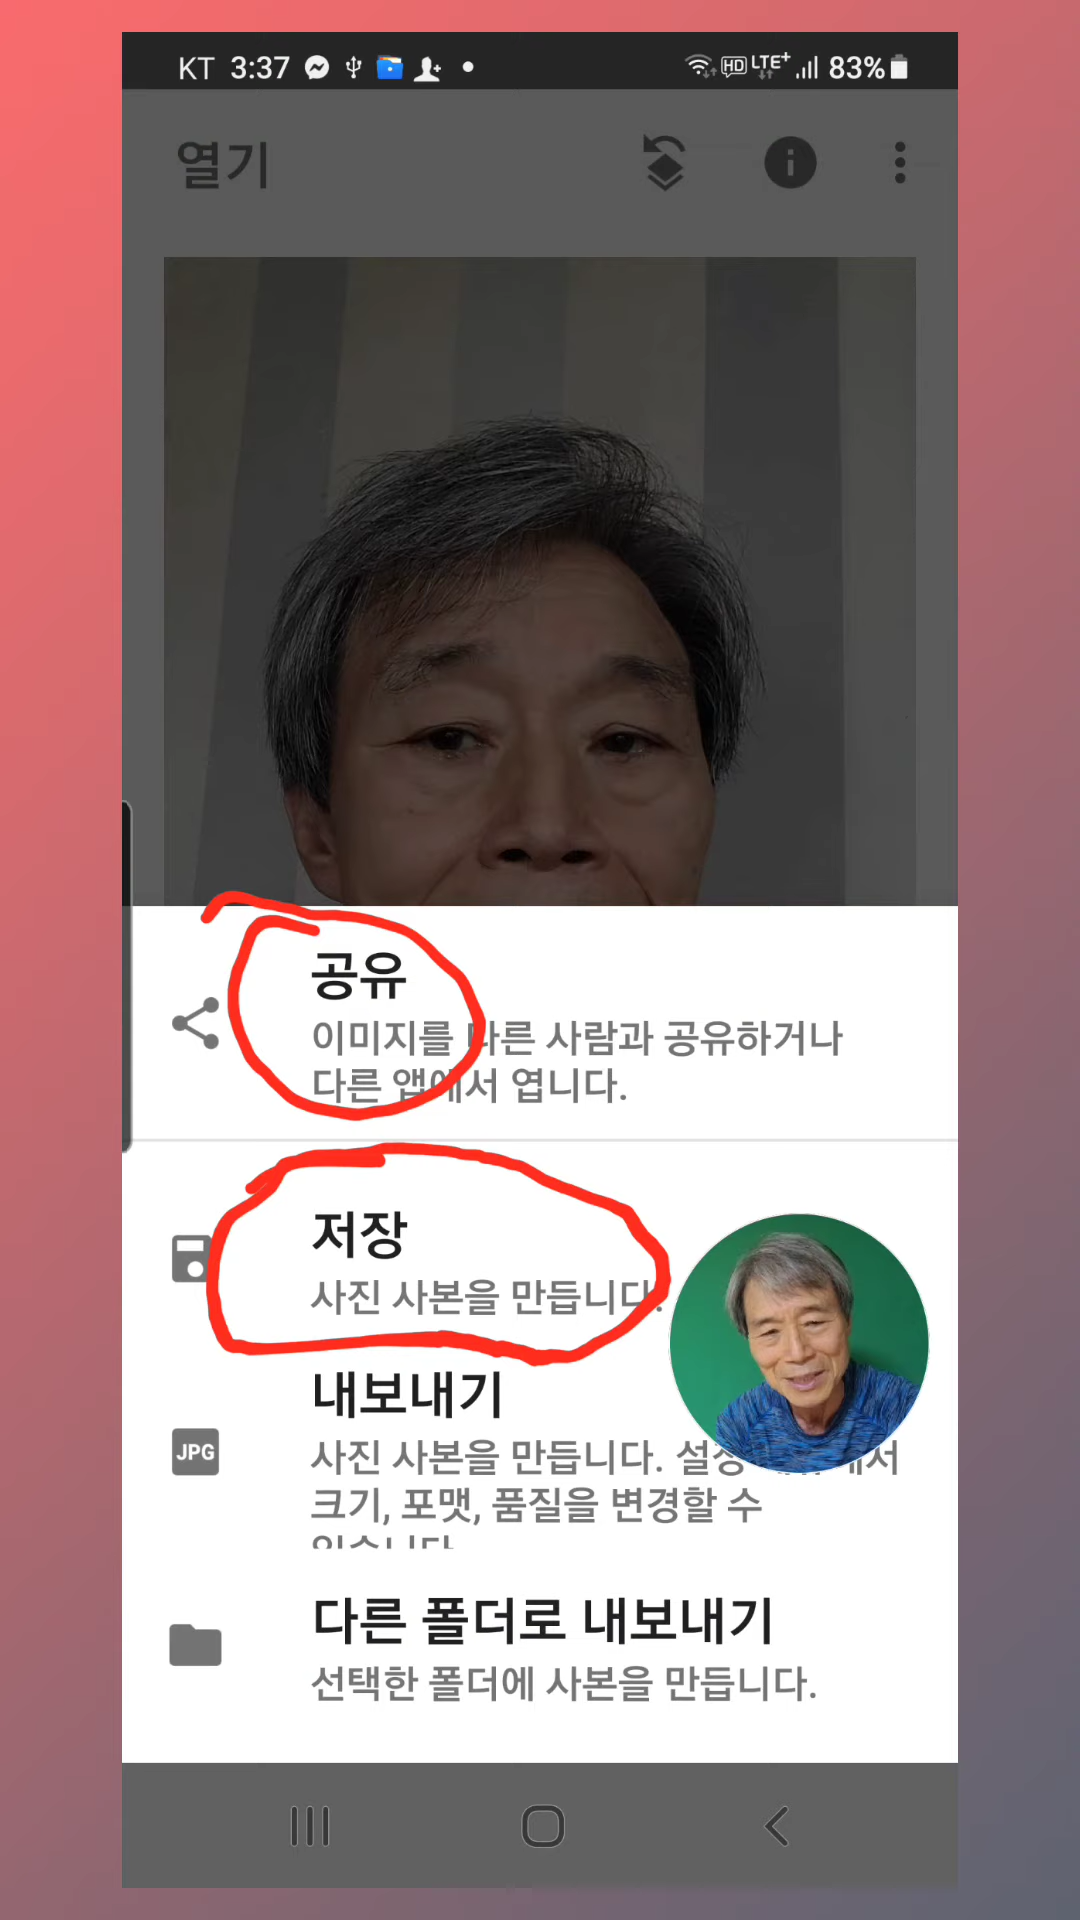 KT 3:37 HD LTE+ 83%
열기
공유
이미지를 다른 사람과 공유하거나
다른 앱에서 엽니다.
저장
사진 사본을 만듭니다.
내보내기
JPG
사진 사본을 만듭니다.
크기, 포맷, 품질을 변경할 수
다른 폴더로 내보내기
선택한 폴더에 사본을 만듭니다.